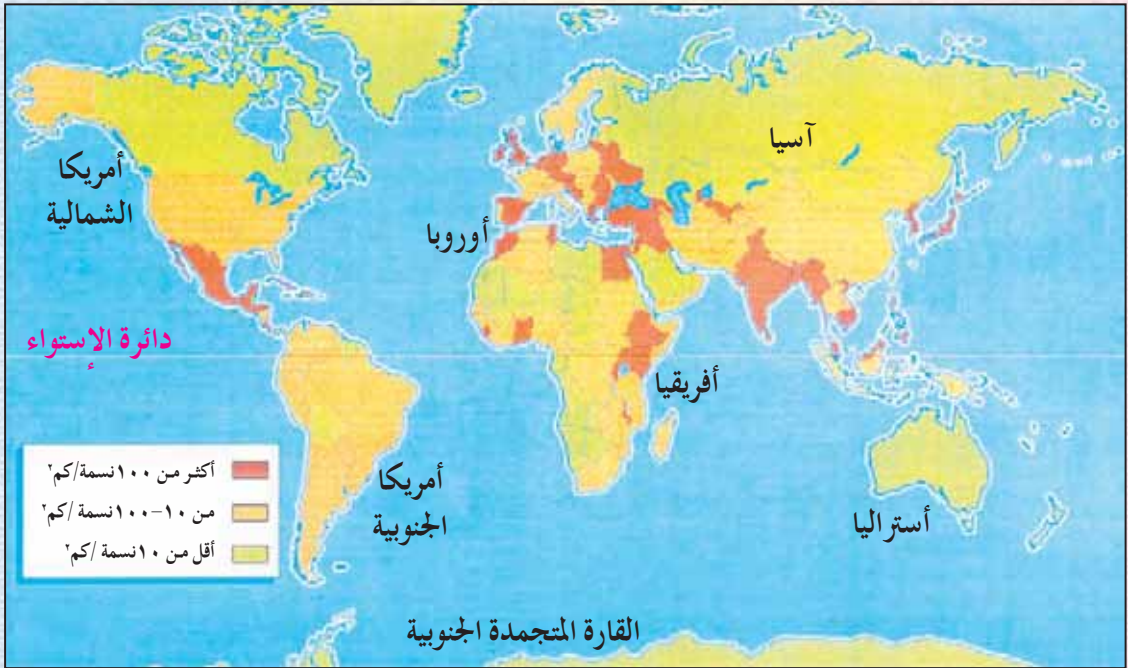 آسيا
أمريكا
الشمالية
أوروبا
دائرة الإستواء
أفريقيا
أمريكا
الجنوبية
أستراليا
أكثر من ١٠٠ نسمة/كم٢
من ١٠-١٠٠ نسمة /كم٢
أقل من ١٠ نسمة /كم٢
القارة المتجمدة الجنوبية